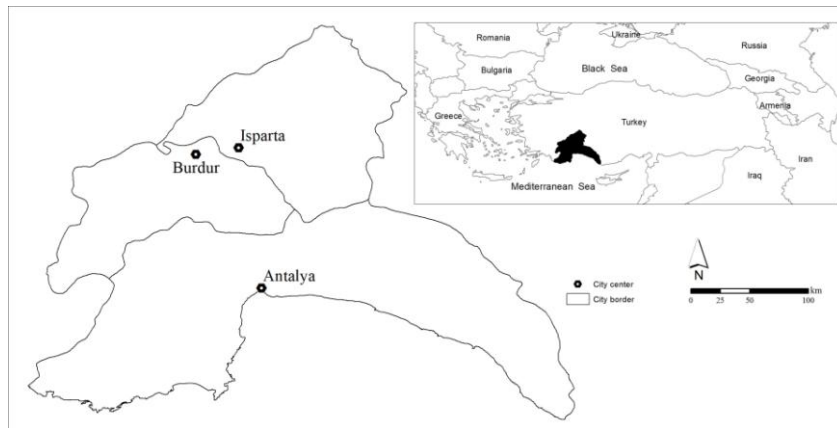 Romania
Ukraine
Russia
Bulgaria
Black Sea
Georgia
Greece
Turkey
Armenia
Iran
Iraq
Mediterranean Sea
Isparta
Burdur
Antalya
City center
City border
N
km
0 25 50 100